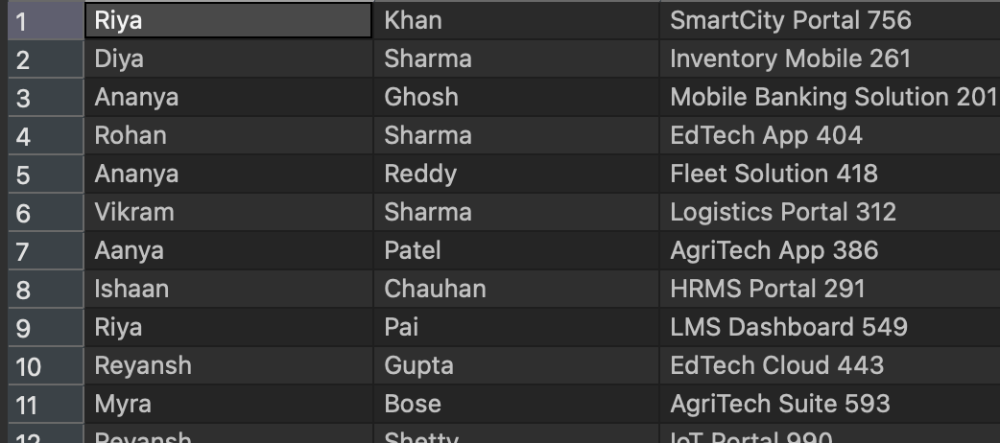 1 Riya Khan SmartCity Portal 756
2 Diya Sharma Inventory Mobile 261
3 Ananya Ghosh Mobile Banking Solution 201
4 Rohan Sharma EdTech App 404
5 Ananya Reddy Fleet Solution 418
6 Vikram Sharma Logistics Portal 312
7 Aanya Patel AgriTech App 386
8 Ishaan Chauhan HRMS Portal 291
9 Riya Pai LMS Dashboard 549
10 Reyansh Gupta EdTech Cloud 443
11 Myra Bose AgriTech Suite 593
12 Reyansh Shetty IoT Portal 990